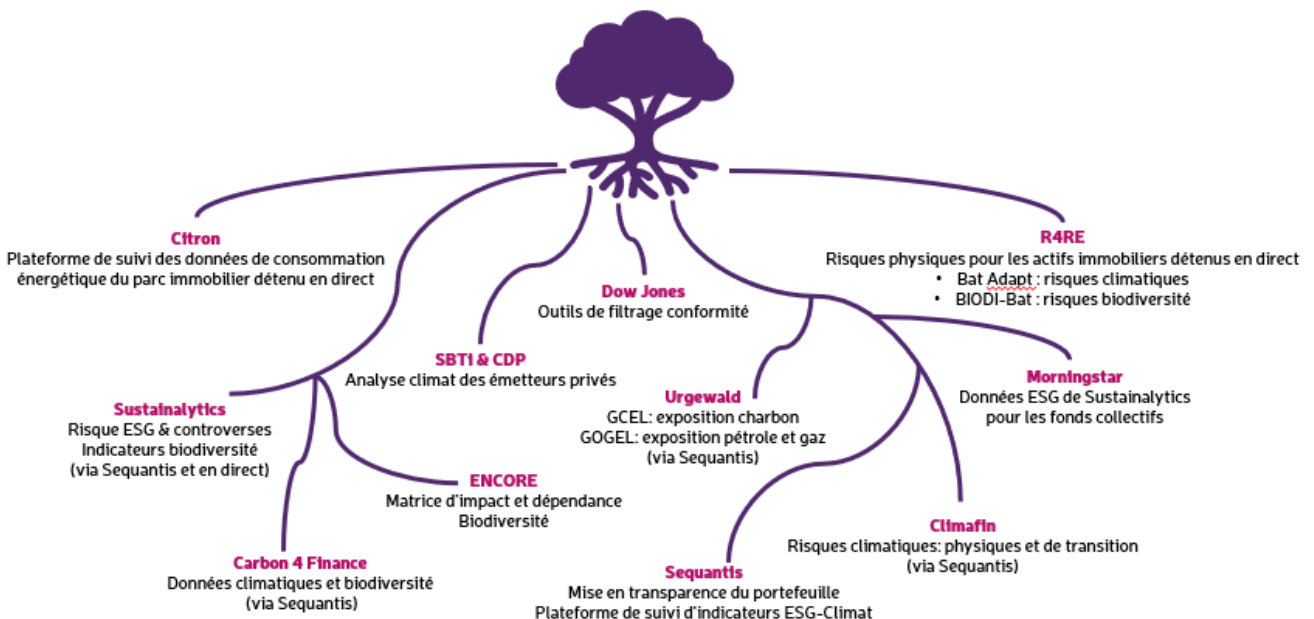 Citron
Plateforme de suivi des données de consommation
énergétique du parc immobilier détenu en direct
R4RE
Risques physiques pour les actifs immobiliers détenus en direct
• Bat Adapt : risques climatiques
• BIODI-Bat : risques biodiversité
Dow Jones
Outils de filtrage conformité
SBTi & CDP
Analyse climat des émetteurs privés
Sustainalytics
Risque ESG & controverses
Indicateurs biodiversité
(via Sequantis et en direct)
Urgewald
GCEL: exposition charbon
GOGEL: exposition pétrole et gaz
(via Sequantis)
Morningstar
Données ESG de Sustainalytics
pour les fonds collectifs
ENCORE
Matrice d'impact et dépendance
Biodiversité
Carbon 4 Finance
Données climatiques et biodiversité
(via Sequantis)
Sequantis
Mise en transparence du portefeuille
Plateforme de suivi d'indicateurs ESG-Climat
Climafin
Risques climatiques: physiques et de transition
(via Sequantis)